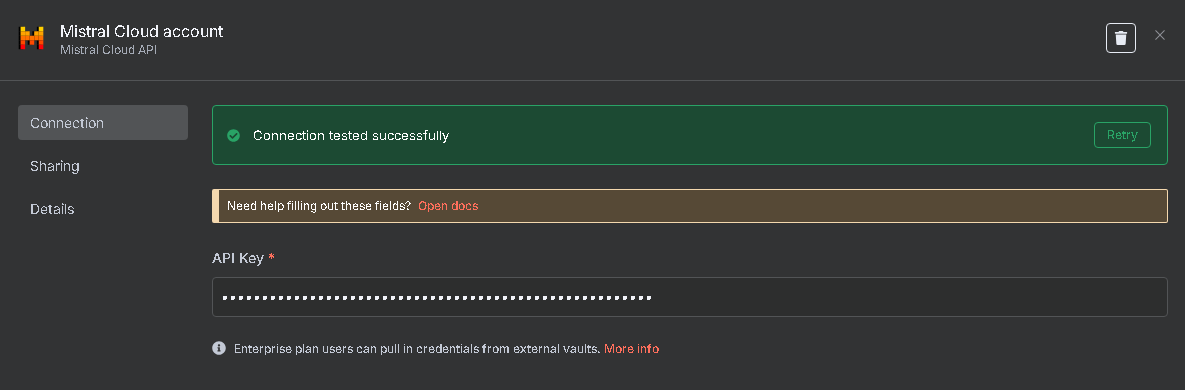 Mistral Cloud account
Mistral Cloud API
Connection
Sharing
Details
Connection tested successfully
Retry
Need help filling out these fields? Open docs
API Key *
Enterprise plan users can pull in credentials from external vaults. More info